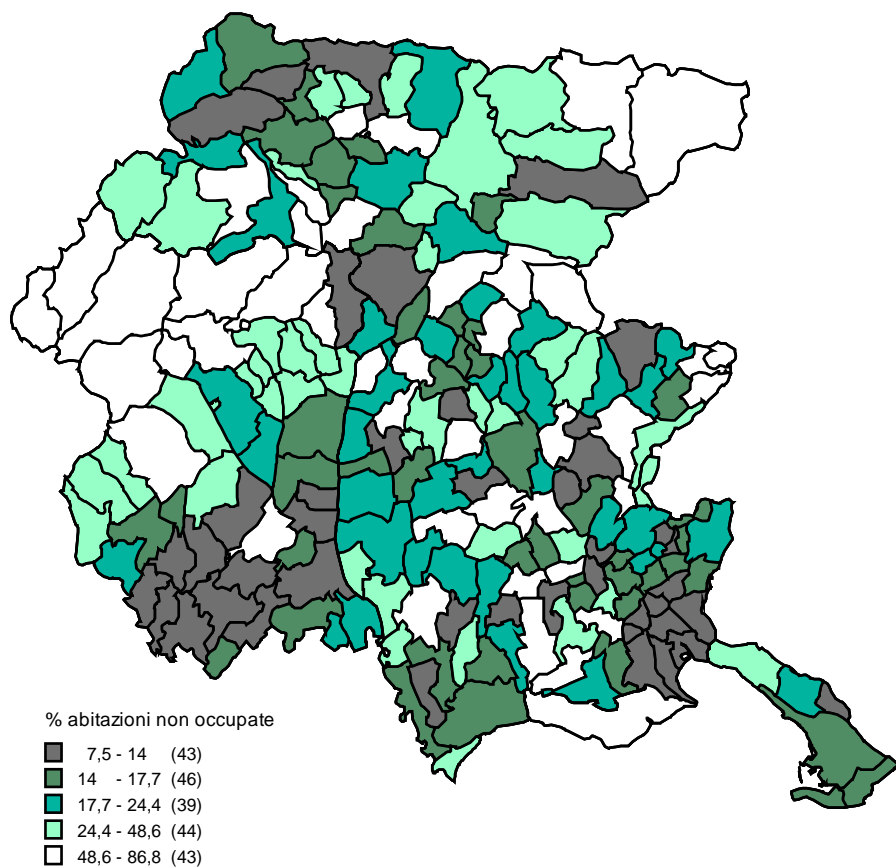 % abitazioni non occupate
7,5 - 14 (43)
14 - 17,7 (46)
17,7 - 24,4 (39)
24,4 - 48,6 (44)
48,6 - 86,8 (43)